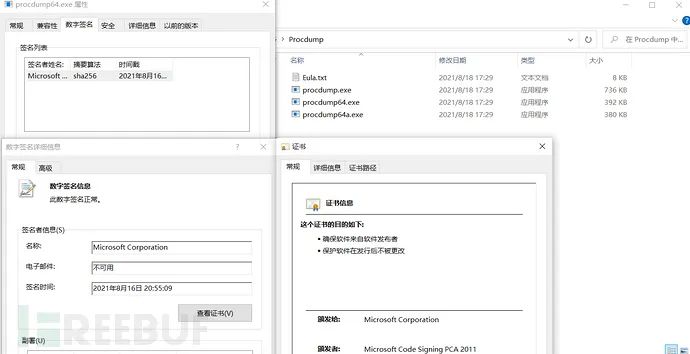 procdump64.exe 属性
常规 兼容性 数字签名 安全 详细信息 以前的版本
签名列表
签名者姓名: 摘要算法 时间戳
Microsoft ... sha256 2021年8月16...
Procdump
在 Procdump 中...
名称 修改日期 类型 大小
Eula.txt 2021/8/18 17:29 文本文档 8 KB
procdump.exe 2021/8/18 17:29 应用程序 736 KB
procdump64.exe 2021/8/18 17:29 应用程序 392 KB
procdump64a.exe 2021/8/18 17:29 应用程序 380 KB
数字签名详细信息
常规 高级
数字签名信息
此数字签名正常。
签名者信息(S)
名称: Microsoft Corporation
电子邮件: 不可用
签名时间: 2021年8月16日 20:55:09
查看证书(V)
副署(U)
证书
常规 详细信息 证书路径
证书信息
这个证书的目的如下:
• 确保软件来自软件发布者
• 保护软件在发行后不被更改
颁发给: Microsoft Corporation
颁发者: Microsoft Code Signing PCA 2011
REEBUF